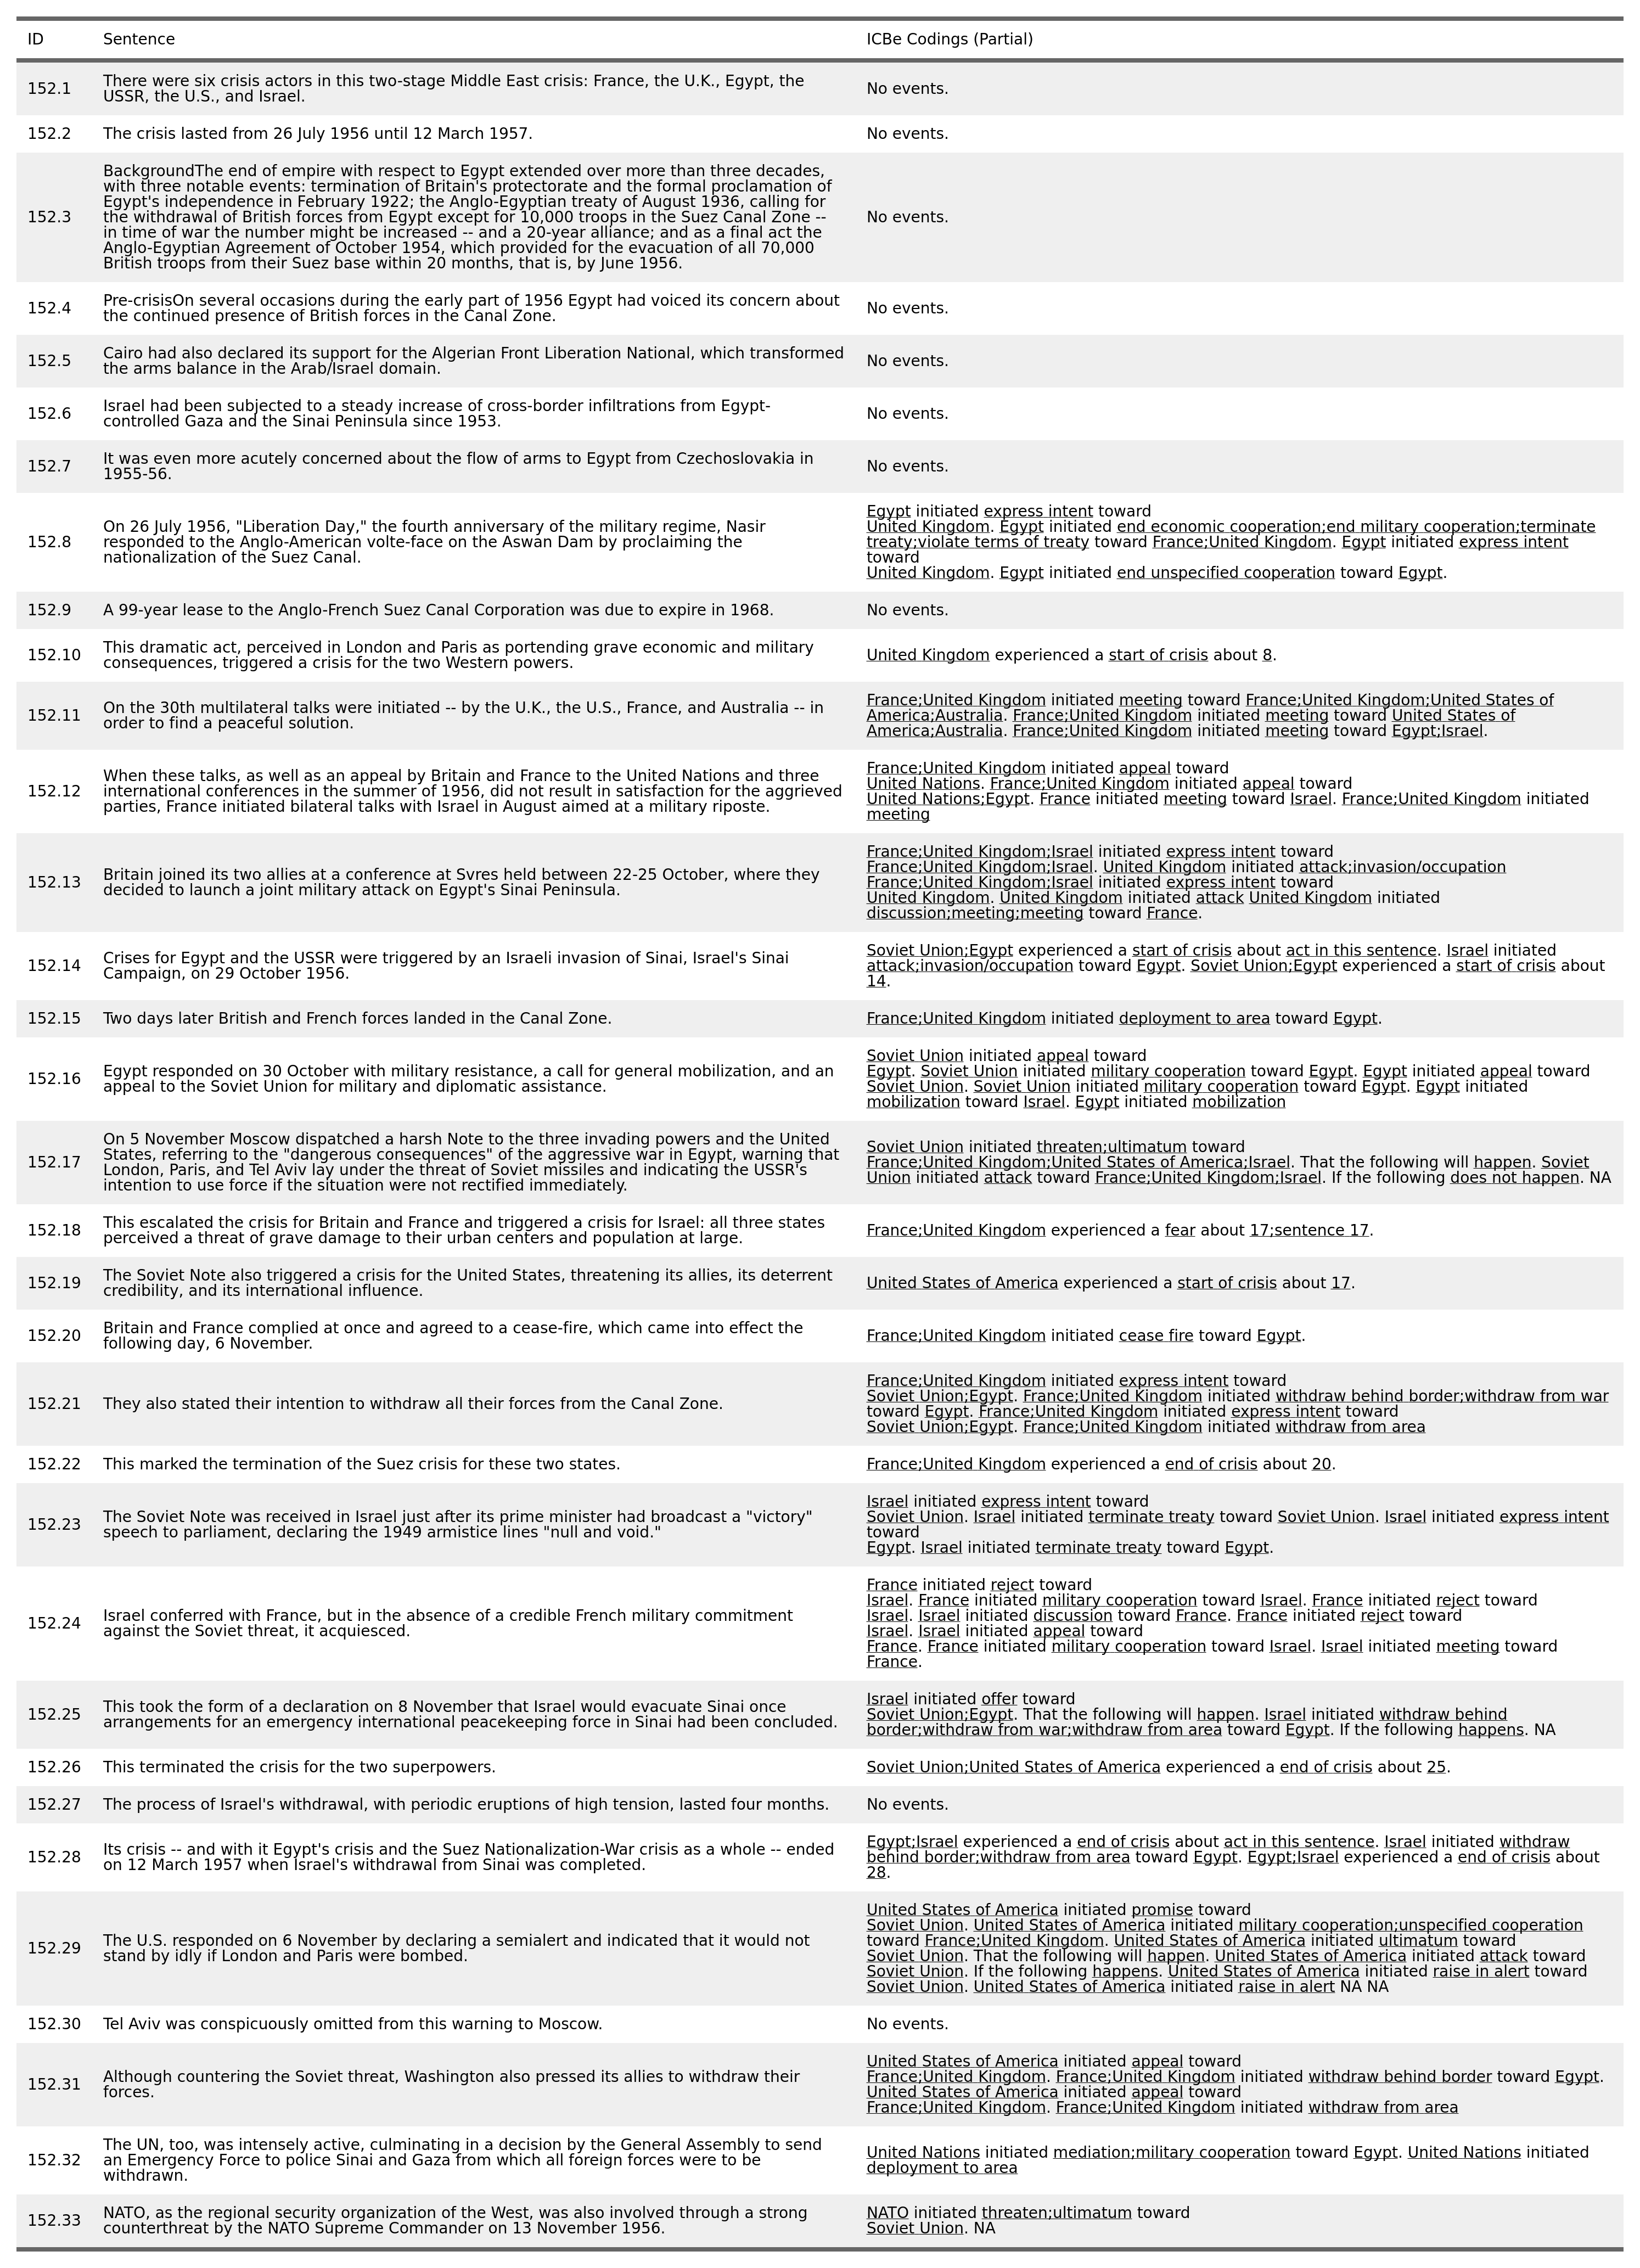 ID Sentence ICBe Codings (Partial)
152.1 There were six crisis actors in this two-stage Middle East crisis: France, the U.K., Egypt, the
USSR, the U.S., and Israel.
No events.
152.2 The crisis lasted from 26 July 1956 until 12 March 1957. No events.
152.3 BackgroundThe end of empire with respect to Egypt extended over more than three decades,
with three notable events: termination of Britain's protectorate and the formal proclamation of
Egypt's independence in February 1922; the Anglo-Egyptian treaty of August 1936, calling for
the withdrawal of British forces from Egypt except for 10,000 troops in the Suez Canal Zone --
in time of war the number might be increased -- and a 20-year alliance; and as a final act the
Anglo-Egyptian Agreement of October 1954, which provided for the evacuation of all 70,000
British troops from their Suez base within 20 months, that is, by June 1956.
No events.
152.4 Pre-crisisOn several occasions during the early part of 1956 Egypt had voiced its concern about
the continued presence of British forces in the Canal Zone.
No events.
152.5 Cairo had also declared its support for the Algerian Front Liberation National, which transformed
the arms balance in the Arab/Israel domain.
No events.
152.6 Israel had been subjected to a steady increase of cross-border infiltrations from Egypt-
controlled Gaza and the Sinai Peninsula since 1953.
No events.
152.7 It was even more acutely concerned about the flow of arms to Egypt from Czechoslovakia in
1955-56.
No events.
152.8 On 26 July 1956, "Liberation Day," the fourth anniversary of the military regime, Nasir
responded to the Anglo-American volte-face on the Aswan Dam by proclaiming the
nationalization of the Suez Canal.
Egypt initiated express intent toward
United Kingdom. Egypt initiated end economic cooperation;end military cooperation;terminate
treaty;violate terms of treaty toward France;United Kingdom. Egypt initiated express intent
toward
United Kingdom. Egypt initiated end unspecified cooperation toward Egypt.
152.9 A 99-year lease to the Anglo-French Suez Canal Corporation was due to expire in 1968. No events.
152.10 This dramatic act, perceived in London and Paris as portending grave economic and military
consequences, triggered a crisis for the two Western powers.
United Kingdom experienced a start of crisis about 8.
152.11 On the 30th multilateral talks were initiated -- by the U.K., the U.S., France, and Australia -- in
order to find a peaceful solution.
France;United Kingdom initiated meeting toward France;United Kingdom;United States of
America;Australia. France;United Kingdom initiated meeting toward United States of
America;Australia. France;United Kingdom initiated meeting toward Egypt;Israel.
152.12 When these talks, as well as an appeal by Britain and France to the United Nations and three
international conferences in the summer of 1956, did not result in satisfaction for the aggrieved
parties, France initiated bilateral talks with Israel in August aimed at a military riposte.
France;United Kingdom initiated appeal toward
United Nations. France;United Kingdom initiated appeal toward
United Nations;Egypt. France initiated meeting toward Israel. France;United Kingdom initiated
meeting
152.13 Britain joined its two allies at a conference at Svres held between 22-25 October, where they
decided to launch a joint military attack on Egypt's Sinai Peninsula.
France;United Kingdom;Israel initiated express intent toward
France;United Kingdom;Israel. United Kingdom initiated attack;invasion/occupation
France;United Kingdom;Israel initiated express intent toward
United Kingdom. United Kingdom initiated attack United Kingdom initiated
discussion;meeting;meeting toward France.
152.14 Crises for Egypt and the USSR were triggered by an Israeli invasion of Sinai, Israel's Sinai
Campaign, on 29 October 1956.
Soviet Union;Egypt experienced a start of crisis about act in this sentence. Israel initiated
attack;invasion/occupation toward Egypt. Soviet Union;Egypt experienced a start of crisis about
14.
152.15 Two days later British and French forces landed in the Canal Zone. France;United Kingdom initiated deployment to area toward Egypt.
152.16 Egypt responded on 30 October with military resistance, a call for general mobilization, and an
appeal to the Soviet Union for military and diplomatic assistance.
Soviet Union initiated appeal toward
Egypt. Soviet Union initiated military cooperation toward Egypt. Egypt initiated appeal toward
Soviet Union. Soviet Union initiated military cooperation toward Egypt. Egypt initiated
mobilization toward Israel. Egypt initiated mobilization
152.17 On 5 November Moscow dispatched a harsh Note to the three invading powers and the United
States, referring to the "dangerous consequences" of the aggressive war in Egypt, warning that
London, Paris, and Tel Aviv lay under the threat of Soviet missiles and indicating the USSR's
intention to use force if the situation were not rectified immediately.
Soviet Union initiated threaten;ultimatum toward
France;United Kingdom;United States of America;Israel. That the following will happen. Soviet
Union initiated attack toward France;United Kingdom;Israel. If the following does not happen. NA
152.18 This escalated the crisis for Britain and France and triggered a crisis for Israel: all three states
perceived a threat of grave damage to their urban centers and population at large.
France;United Kingdom experienced a fear about 17;sentence 17.
152.19 The Soviet Note also triggered a crisis for the United States, threatening its allies, its deterrent
credibility, and its international influence.
United States of America experienced a start of crisis about 17.
152.20 Britain and France complied at once and agreed to a cease-fire, which came into effect the
following day, 6 November.
France;United Kingdom initiated cease fire toward Egypt.
152.21 They also stated their intention to withdraw all their forces from the Canal Zone.
France;United Kingdom initiated express intent toward
Soviet Union;Egypt. France;United Kingdom initiated withdraw behind border;withdraw from war
toward Egypt. France;United Kingdom initiated express intent toward
Soviet Union;Egypt. France;United Kingdom initiated withdraw from area
152.22 This marked the termination of the Suez crisis for these two states. France;United Kingdom experienced a end of crisis about 20.
152.23 The Soviet Note was received in Israel just after its prime minister had broadcast a "victory"
speech to parliament, declaring the 1949 armistice lines "null and void."
Israel initiated express intent toward
Soviet Union. Israel initiated terminate treaty toward Soviet Union. Israel initiated express intent
toward
Egypt. Israel initiated terminate treaty toward Egypt.
152.24 Israel conferred with France, but in the absence of a credible French military commitment
against the Soviet threat, it acquiesced.
France initiated reject toward
Israel. France initiated military cooperation toward Israel. France initiated reject toward
Israel. Israel initiated discussion toward France. France initiated reject toward
Israel. Israel initiated appeal toward
France. France initiated military cooperation toward Israel. Israel initiated meeting toward
France.
152.25 This took the form of a declaration on 8 November that Israel would evacuate Sinai once
arrangements for an emergency international peacekeeping force in Sinai had been concluded.
Israel initiated offer toward
Soviet Union;Egypt. That the following will happen. Israel initiated withdraw behind
border;withdraw from war;withdraw from area toward Egypt. If the following happens. NA
152.26 This terminated the crisis for the two superpowers. Soviet Union;United States of America experienced a end of crisis about 25.
152.27 The process of Israel's withdrawal, with periodic eruptions of high tension, lasted four months. No events.
152.28 Its crisis -- and with it Egypt's crisis and the Suez Nationalization-War crisis as a whole -- ended
on 12 March 1957 when Israel's withdrawal from Sinai was completed.
Egypt;Israel experienced a end of crisis about act in this sentence. Israel initiated withdraw
behind border;withdraw from area toward Egypt. Egypt;Israel experienced a end of crisis about
28.
152.29 The U.S. responded on 6 November by declaring a semialert and indicated that it would not
stand by idly if London and Paris were bombed.
United States of America initiated promise toward
Soviet Union. United States of America initiated military cooperation;unspecified cooperation
toward France;United Kingdom. United States of America initiated ultimatum toward
Soviet Union. That the following will happen. United States of America initiated attack toward
Soviet Union. If the following happens. United States of America initiated raise in alert toward
Soviet Union. United States of America initiated raise in alert NA NA
152.30 Tel Aviv was conspicuously omitted from this warning to Moscow. No events.
152.31 Although countering the Soviet threat, Washington also pressed its allies to withdraw their
forces.
United States of America initiated appeal toward
France;United Kingdom. France;United Kingdom initiated withdraw behind border toward Egypt.
United States of America initiated appeal toward
France;United Kingdom. France;United Kingdom initiated withdraw from area
152.32 The UN, too, was intensely active, culminating in a decision by the General Assembly to send
an Emergency Force to police Sinai and Gaza from which all foreign forces were to be
withdrawn.
United Nations initiated mediation;military cooperation toward Egypt. United Nations initiated
deployment to area
152.33 NATO, as the regional security organization of the West, was also involved through a strong
counterthreat by the NATO Supreme Commander on 13 November 1956.
NATO initiated threaten;ultimatum toward
Soviet Union. NA